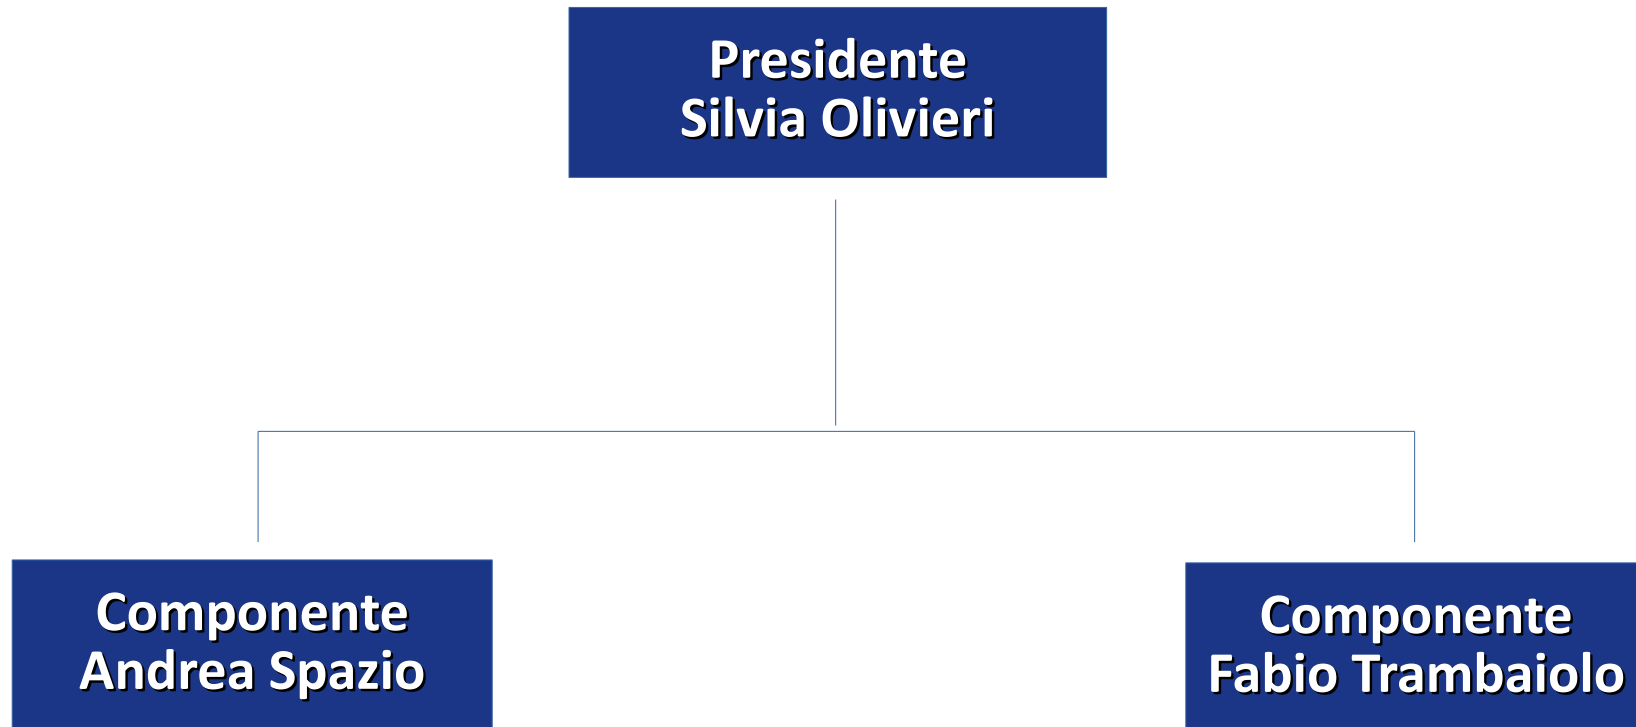 Presidente
Silvia Olivieri
Componente
Andrea Spazio
Componente
Fabio Trambaiolo